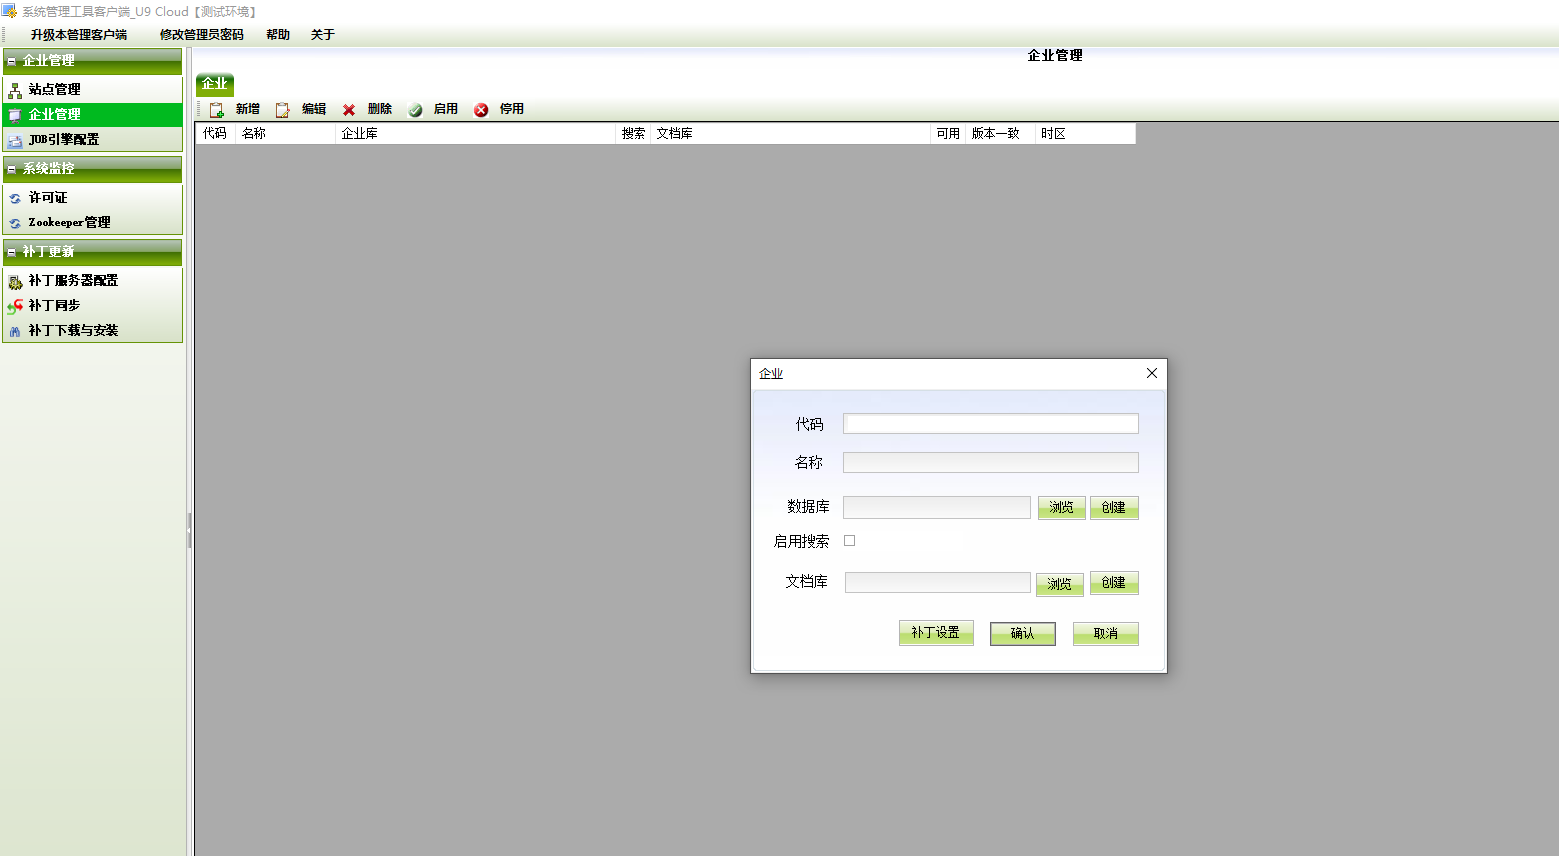 系统管理工具客户端_U9 Cloud【测试环境】
升级本管理客户端 修改管理员密码 帮助 关于
企业管理
站点管理
企业管理
JOB引擎配置
系统监控
许可证
Zookeeper管理
补丁更新
补丁服务器配置
补丁同步
补丁下载与安装
企业管理
企业
新增 编辑 删除 启用 停用
代码 名称 企业库 搜索 文档库 可用 版本一致 时区
企业
代码
名称
数据库 浏览 创建
启用搜索
文档库 浏览 创建
补丁设置 确认 取消